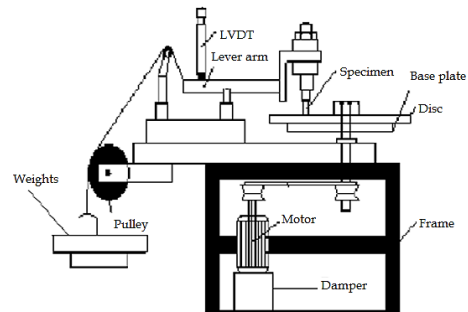 LVDT
Lever arm
Specimen
Base plate
Disc
Weights
Pulley
Motor
Frame
Damper